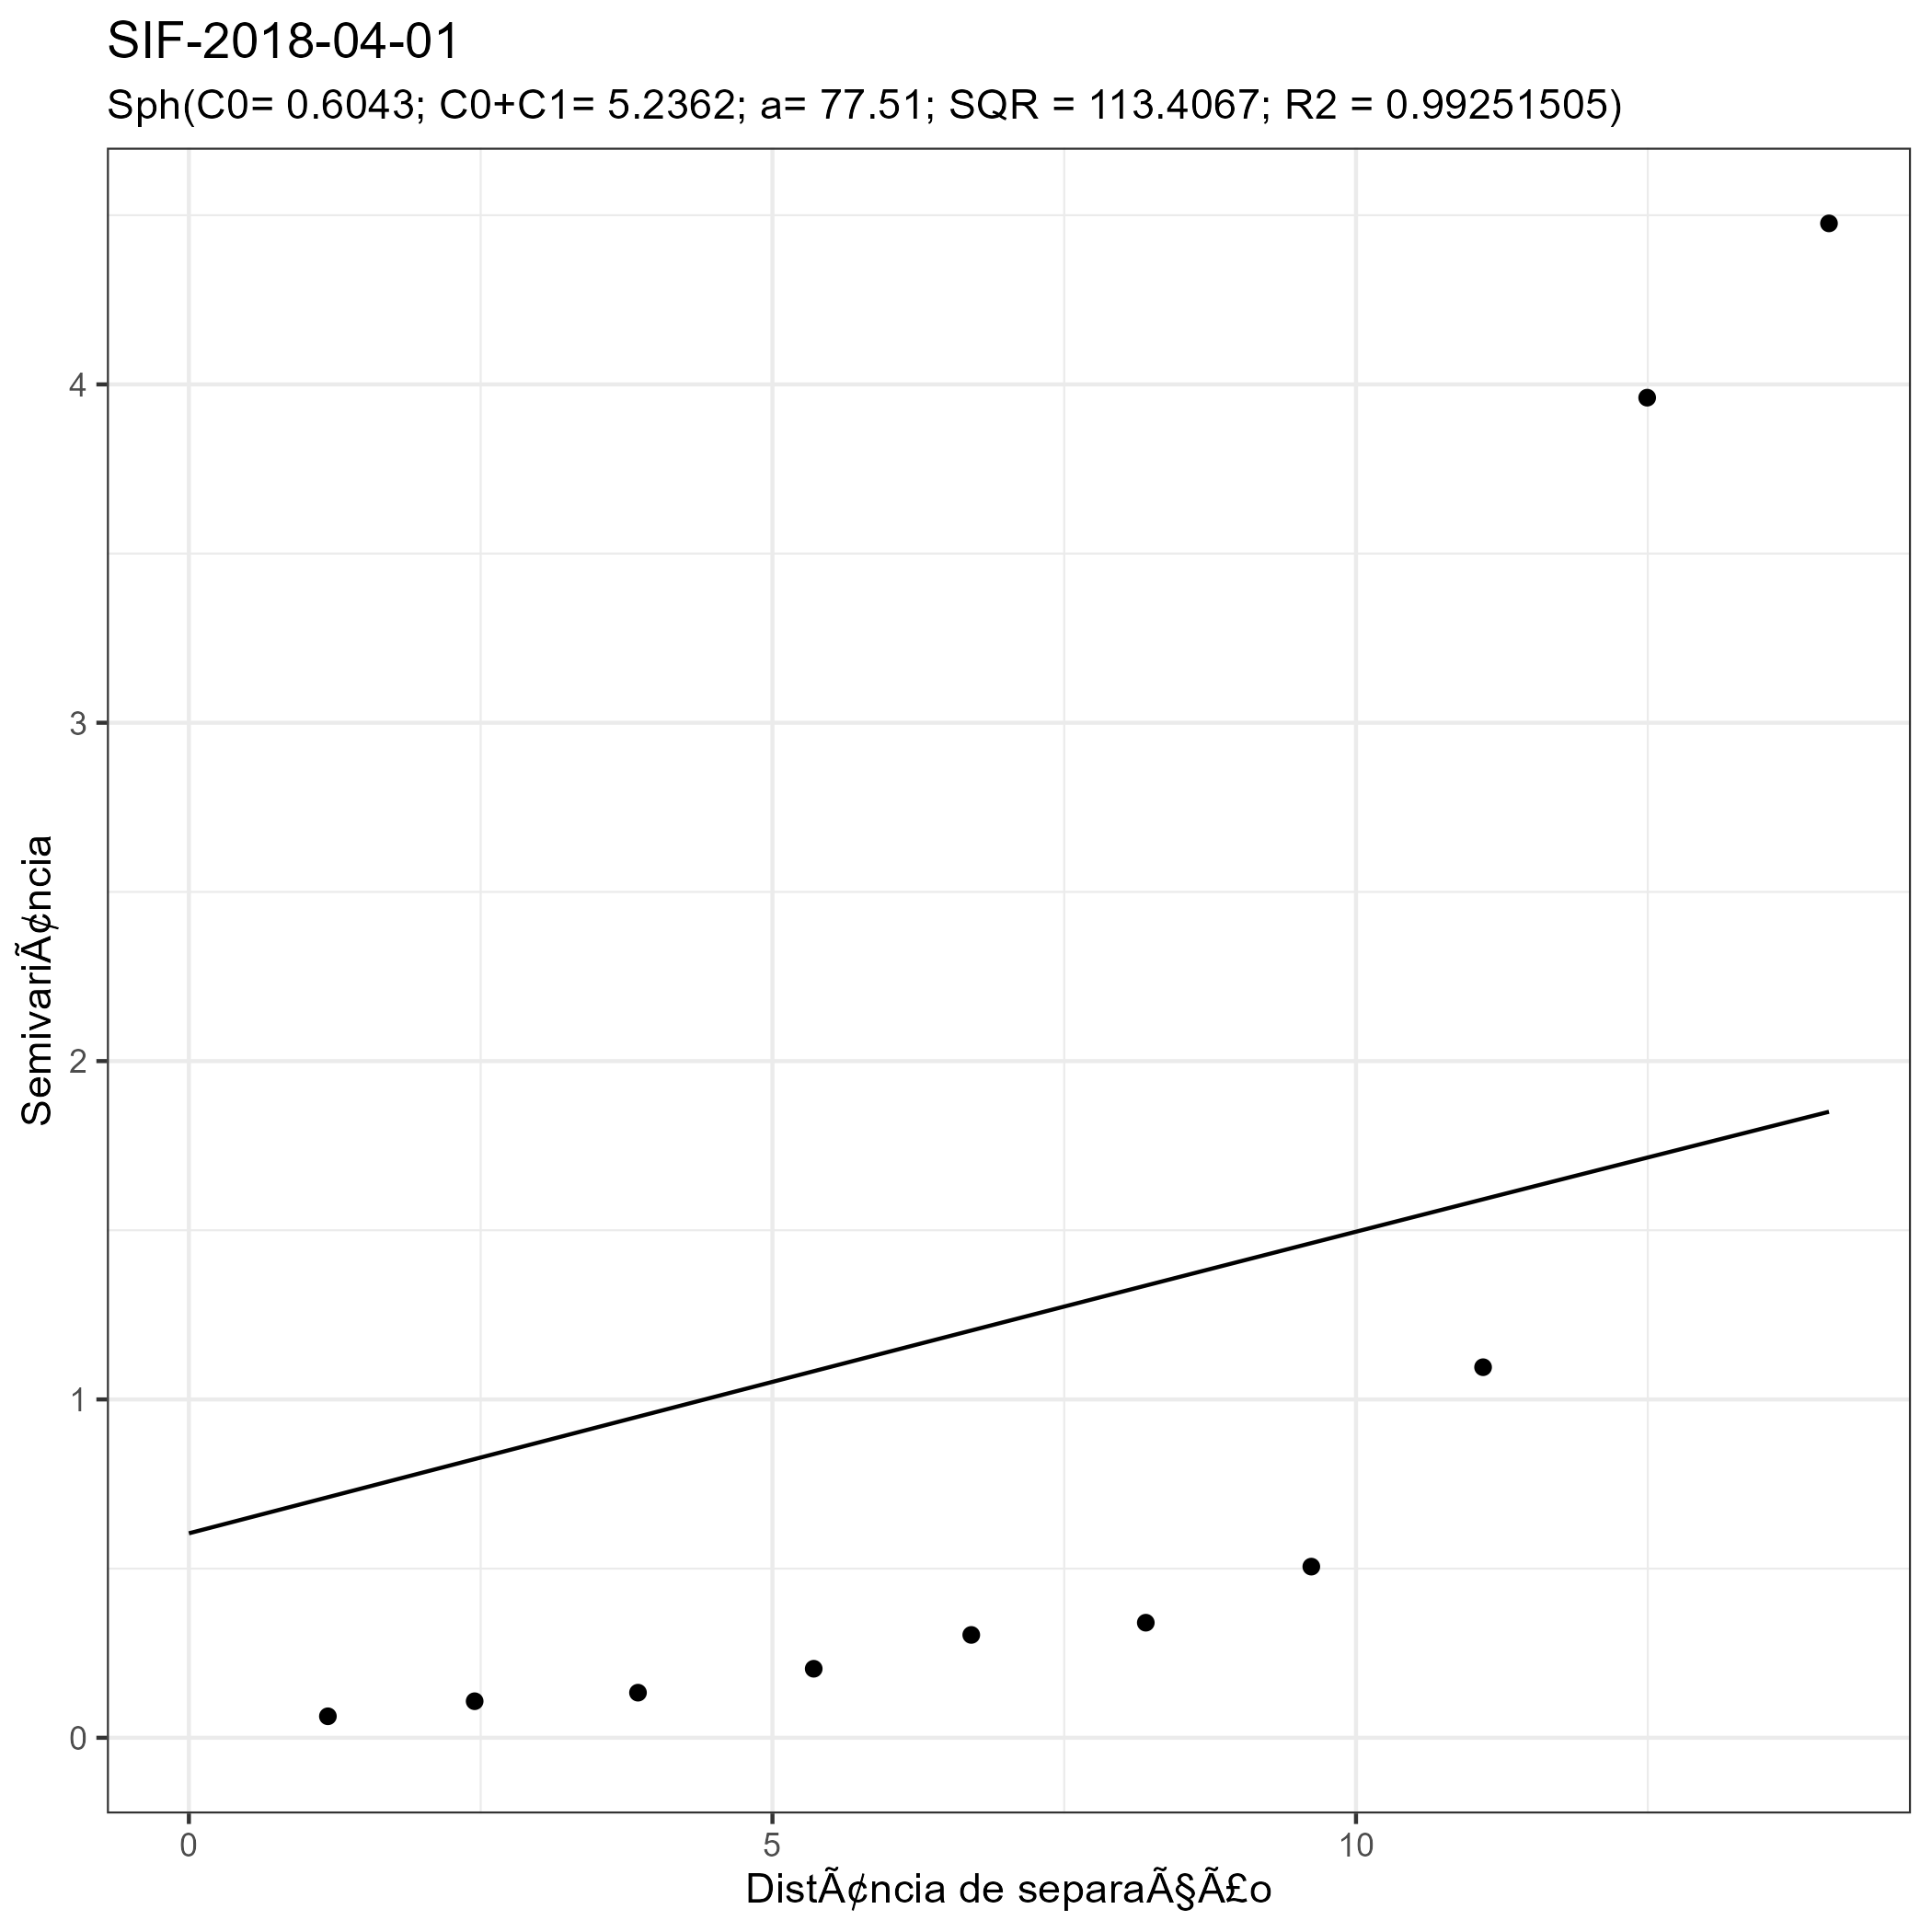 SIF-2018-04-01
Sph(C0= 0.6043; C0+C1= 5.2362; a= 77.51; SQR = 113.4067; R2 = 0.99251505)
4
3
2
1
0
SemivariÃ¢ncia
0 5 10
DistÃ¢ncia de separaÃ§Ã£o